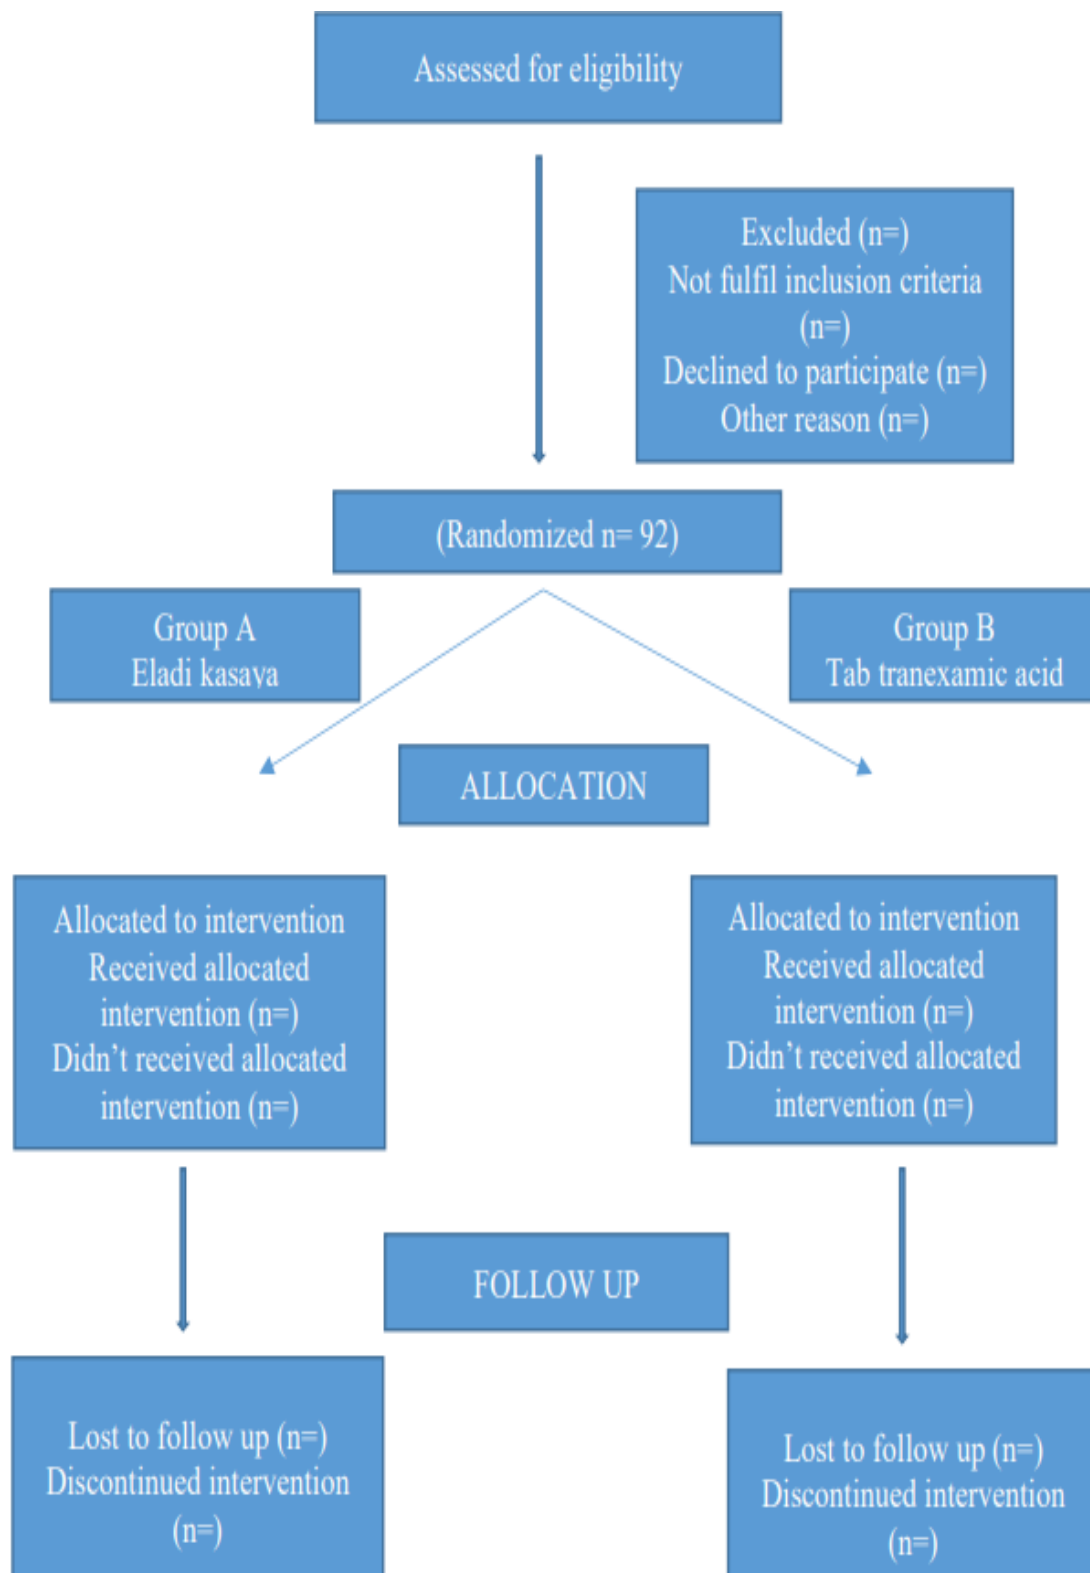 Assessed for eligibility
Excluded (n=)
Not fulfil inclusion criteria
(n=)
Declined to participate (n=)
Other reason (n=)
(Randomized n= 92)
Group A
Eladi kasaya
Group B
Tab tranexamic acid
ALLOCATION
Allocated to intervention
Received allocated
intervention (n=)
Didn’t received allocated
intervention (n=)
Allocated to intervention
Received allocated
intervention (n=)
Didn’t received allocated
intervention (n=)
FOLLOW UP
Lost to follow up (n=)
Discontinued intervention
(n=)
Lost to follow up (n=)
Discontinued intervention
(n=)